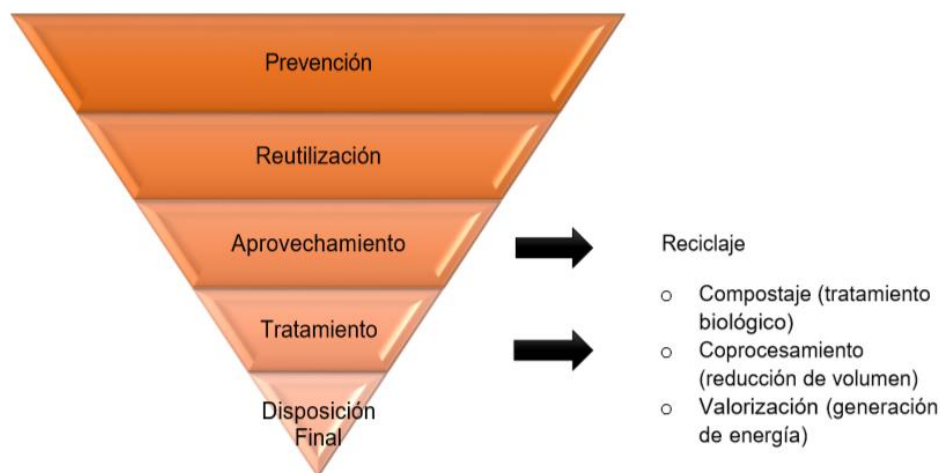 Prevención
Reutilización
Aprovechamiento
Reciclaje
Tratamiento
o Compostaje (tratamiento
biológico)
o Coprocesamiento
(reducción de volumen)
o Valorización (generación
de energía)
Disposición
Final